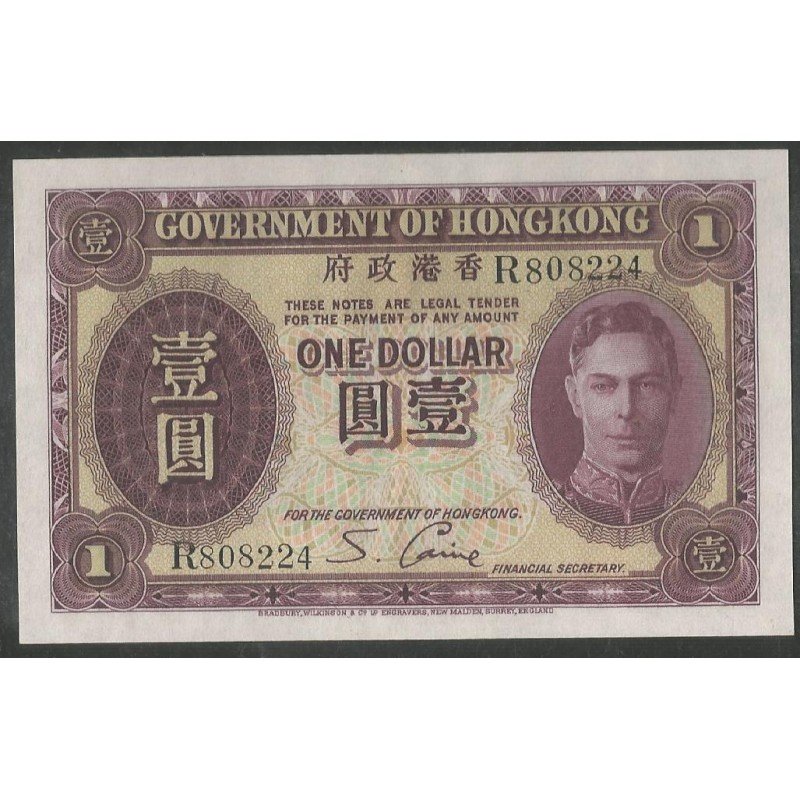 壹 GOVERNMENT OF HONGKONG 1
府政港香 R808224
THESE NOTES ARE LEGAL TENDER
FOR THE PAYMENT OF ANY AMOUNT
ONE DOLLAR
圓壹
壹圓
FOR THE GOVERNMENT OF HONGKONG.
R808224 S. Caine
FINANCIAL SECRETARY.
1 壹
BRADBURY, WILKINSON & Co Ld ENGRAVERS, NEW MALDEN, SURREY, ENGLAND